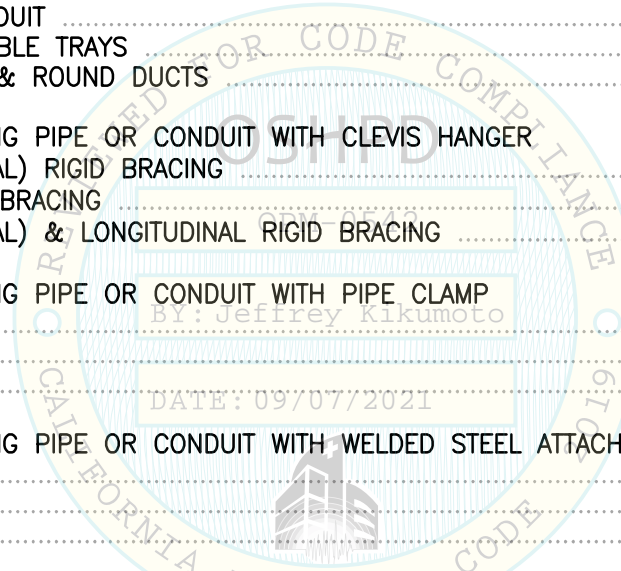 DUIT
BLE TRAYS
& ROUND DUCTS
NG PIPE OR CONDUIT WITH CLEVIS HANGER
AL) RIGID BRACING
BRACING
AL) & LONGITUDINAL RIGID BRACING
NG PIPE OR CONDUIT WITH PIPE CLAMP
NG PIPE OR CONDUIT WITH WELDED STEEL ATTACH
REVIEWED FOR CODE COMPLIANCE
OSHPD
OPM-0543
BY: Jeffrey Kikumoto
DATE: 09/07/2021
CALIFORNIA
CODE
2019